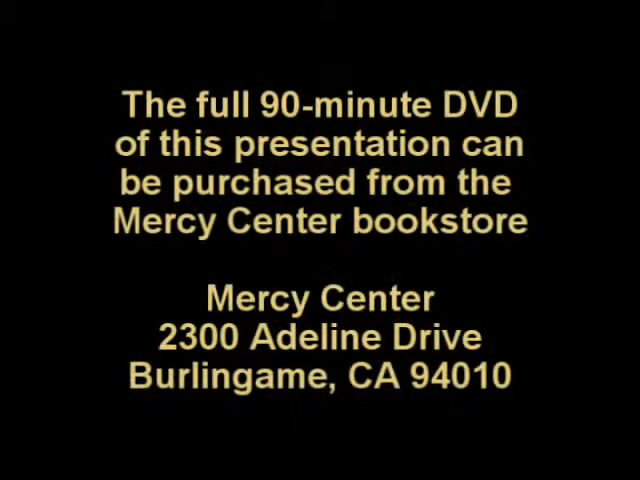 The full 90-minute DVD
of this presentation can
be purchased from the
Mercy Center bookstore
Mercy Center
2300 Adeline Drive
Burlingame, CA 94010